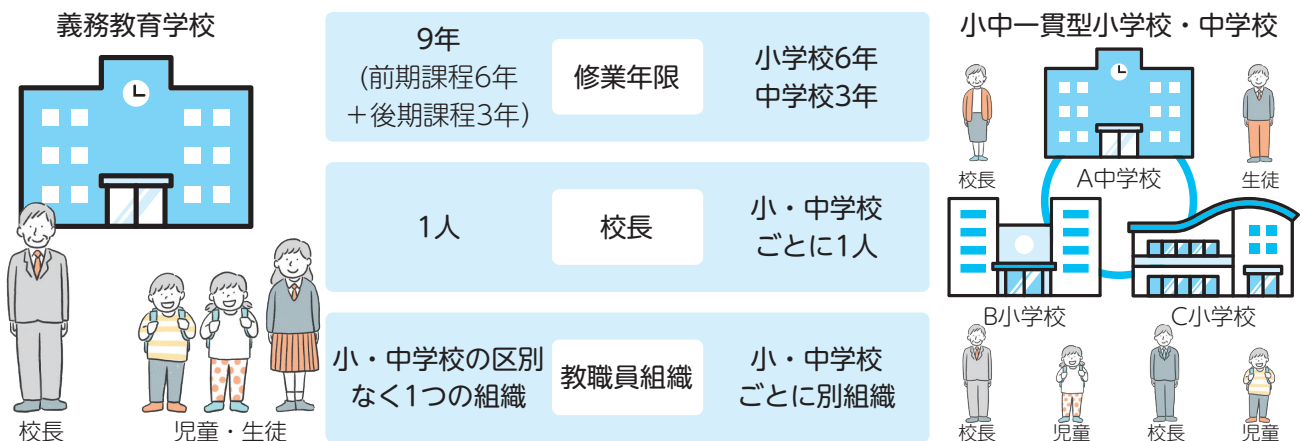 義務教育学校
校長
児童・生徒
9年
(前期課程6年
＋後期課程3年)
修業年限
小学校6年
中学校3年
1人
校長
小・中学校
ごとに1人
小・中学校の区別
なく1つの組織
教職員組織
小・中学校
ごとに別組織
小中一貫型小学校・中学校
校長
A中学校
生徒
B小学校
C小学校
校長
児童
校長
児童